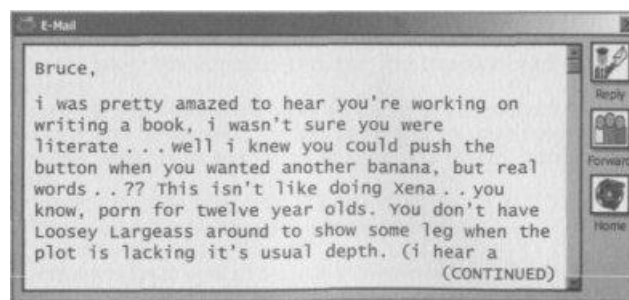 E-Mail
Bruce,
i was pretty amazed to hear you're working on
writing a book, i wasn't sure you were
literate . . . well i knew you could push the
button when you wanted another banana, but real
words . . ?? This isn't like doing Xena . . you
know, porn for twelve year olds. You don't have
Loosey Largeass around to show some leg when the
plot is lacking it's usual depth. (i hear a
(CONTINUED)
Reply
Forward
Home